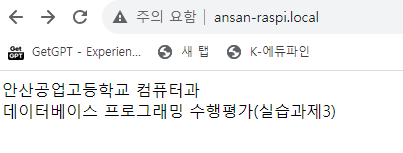 주의 요함 ansan-raspi.local
Get GPT GetGPT - Experien... 새 탭 K-에듀파인
안산공업고등학교 컴퓨터과
데이터베이스 프로그래밍 수행평가(실습과제3)